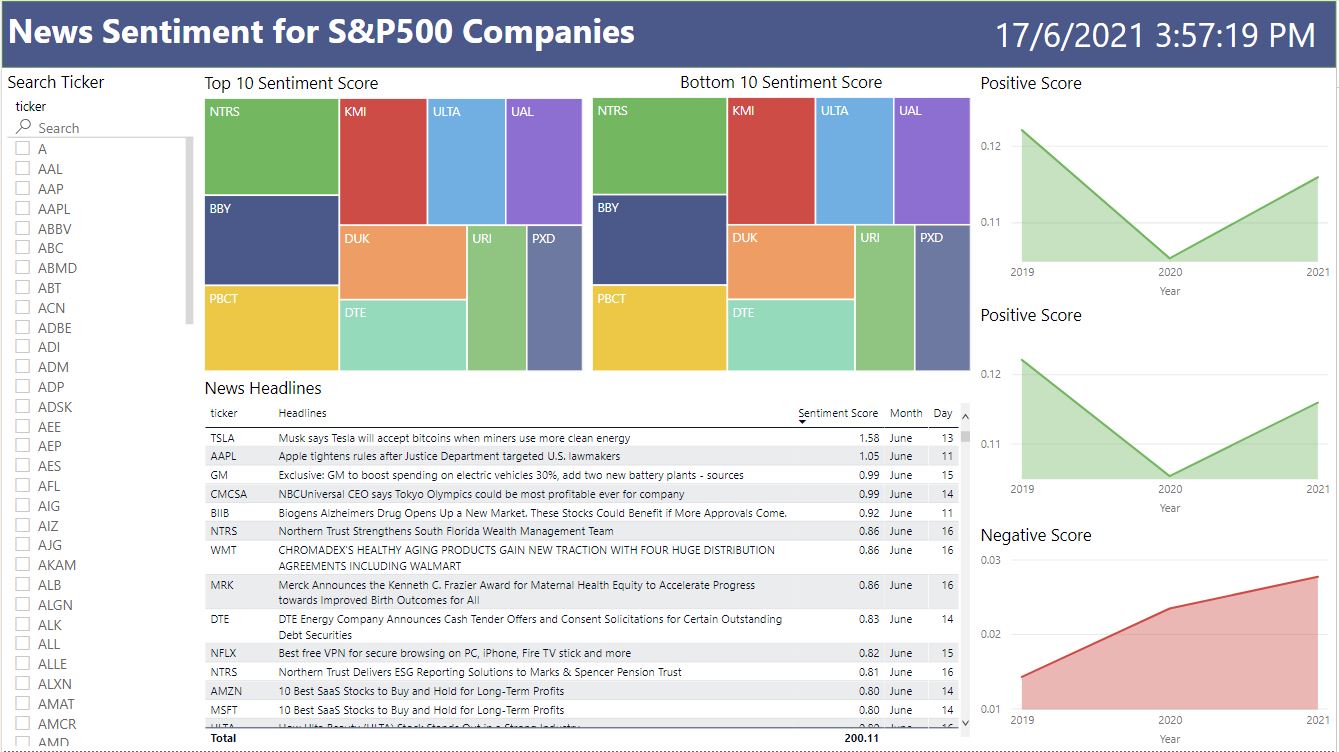 News Sentiment for S&P500 Companies
17/6/2021 3:57:19 PM
Search Ticker
ticker
Search
A
AAL
AAP
AAPL
ABBV
ABC
ABMD
ABT
ACN
ADBE
ADI
ADM
ADP
ADSK
AEE
AEP
AES
AFL
AIG
AIZ
AJG
AKAM
ALB
ALGN
ALK
ALL
ALLE
ALXN
AMAT
AMCR
AMD
Top 10 Sentiment Score
NTRS
KMI
ULTA
UAL
BBY
DUK
URI
PXD
PBCT
DTE
Bottom 10 Sentiment Score
NTRS
KMI
ULTA
UAL
BBY
DUK
URI
PXD
PBCT
DTE
News Headlines
ticker Headlines Sentiment Score Month Day
TSLA Musk says Tesla will accept bitcoins when miners use more clean energy 1.58 June 13
AAPL Apple tightens rules after Justice Department targeted U.S. lawmakers 1.05 June 11
GM Exclusive: GM to boost spending on electric vehicles 30%, add two new battery plants - sources 0.99 June 15
CMCSA NBCUniversal CEO says Tokyo Olympics could be most profitable ever for company 0.99 June 14
BIIB Biogens Alzheimers Drug Opens Up a New Market. These Stocks Could Benefit if More Approvals Come. 0.92 June 11
NTRS Northern Trust Strengthens South Florida Wealth Management Team 0.86 June 16
WMT CHROMADEX'S HEALTHY AGING PRODUCTS GAIN NEW TRACTION WITH FOUR HUGE DISTRIBUTION 0.86 June 16
AGREEMENTS INCLUDING WALMART
MRK Merck Announces the Kenneth C. Frazier Award for Maternal Health Equity to Accelerate Progress 0.86 June 16
towards Improved Birth Outcomes for All
DTE DTE Energy Company Announces Cash Tender Offers and Consent Solicitations for Certain Outstanding 0.83 June 14
Debt Securities
NFLX Best free VPN for secure browsing on PC, iPhone, Fire TV stick and more 0.82 June 15
NTRS Northern Trust Delivers ESG Reporting Solutions to Marks & Spencer Pension Trust 0.81 June 16
AMZN 10 Best SaaS Stocks to Buy and Hold for Long-Term Profits 0.80 June 14
MSFT 10 Best SaaS Stocks to Buy and Hold for Long-Term Profits 0.80 June 14
ULTA How Ulta Beauty (ULTA) Stock Stands Out in a Strong Industry 0.80 June 16
Total 200.11
Positive Score
0.12
0.11
2019 2020 2021
Year
Positive Score
0.12
0.11
2019 2020 2021
Year
Negative Score
0.03
0.02
0.01
2019 2020 2021
Year